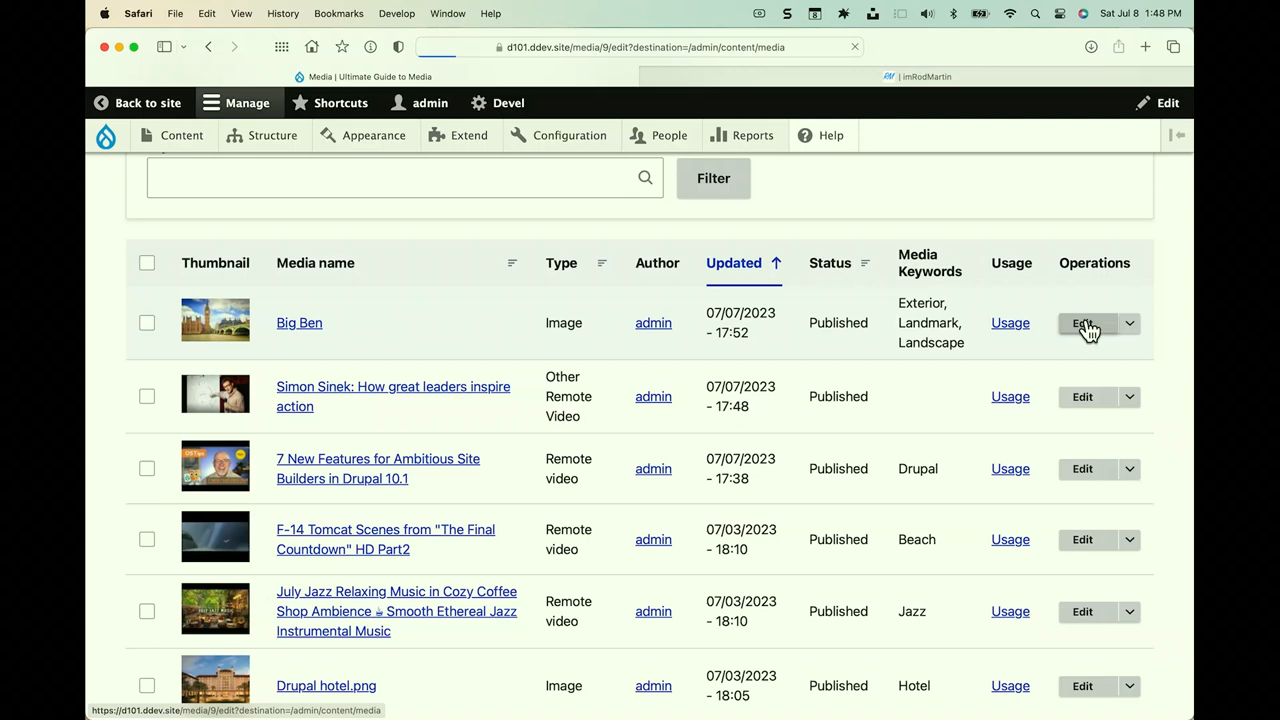 Safari File Edit View History Bookmarks Develop Window Help
Sat Jul 8 1:48 PM
d101.ddev.site/media/9/edit?destination=/admin/content/media
Media | Ultimate Guide to Media
| imRodMartin
Back to site Manage Shortcuts admin Devel Edit
Content Structure Appearance Extend Configuration People Reports Help
Filter
Thumbnail Media name Type Author Updated Status Media Keywords Usage Operations
Big Ben Image admin 07/07/2023 - 17:52 Published Exterior, Landmark, Landscape Usage Edit
Simon Sinek: How great leaders inspire action Other Remote Video admin 07/07/2023 - 17:48 Published Usage Edit
7 New Features for Ambitious Site Builders in Drupal 10.1 Remote video admin 07/07/2023 - 17:38 Published Drupal Usage Edit
F-14 Tomcat Scenes from "The Final Countdown" HD Part2 Remote video admin 07/03/2023 - 18:10 Published Beach Usage Edit
July Jazz Relaxing Music in Cozy Coffee Shop Ambience ☕ Smooth Ethereal Jazz Instrumental Music Remote video admin 07/03/2023 - 18:10 Published Jazz Usage Edit
Drupal hotel.png Image admin 07/03/2023 - 18:05 Published Hotel Usage Edit
https://d101.ddev.site/media/9/edit?destination=/admin/content/media